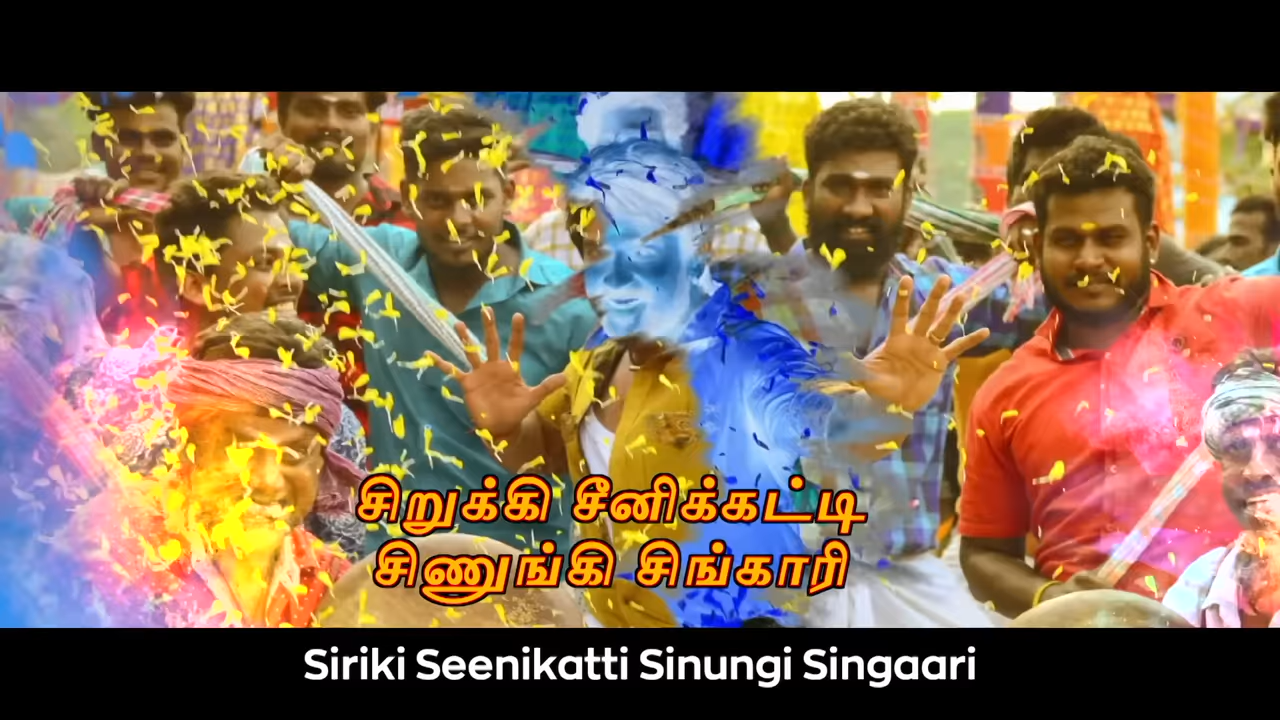 சிறுக்கி சீனிக்கட்டி
சிணுங்கி சிங்காரி
Siriki Seenikatti Sinungi Singaari